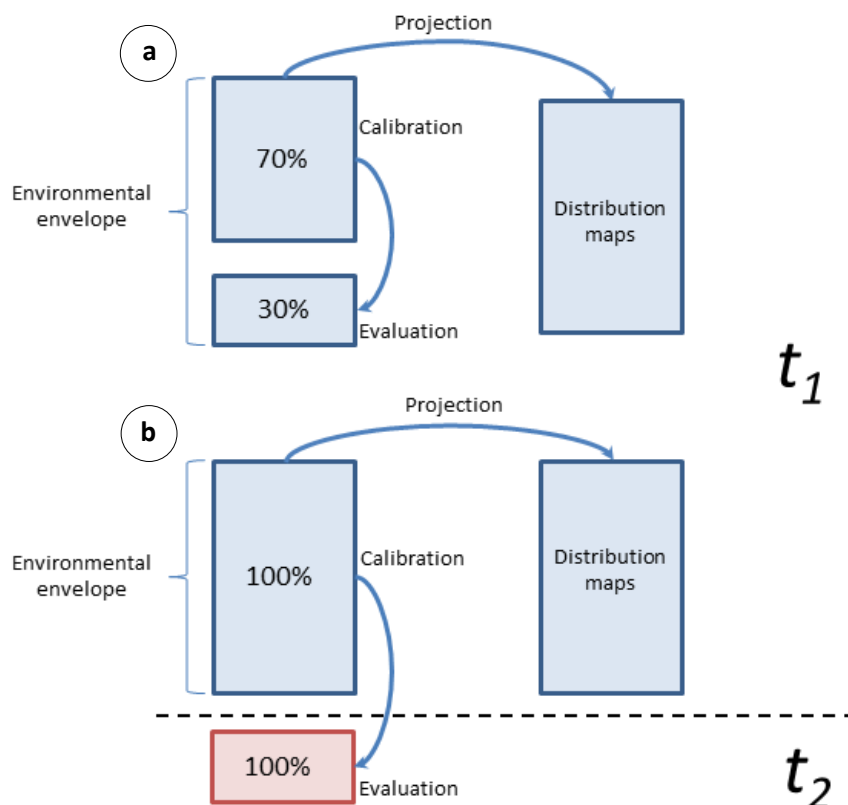 Projection
a
Calibration
70%
Environmental
envelope
Distribution
maps
30%
Evaluation
t1
Projection
b
Calibration
Environmental
envelope
100%
Distribution
maps
100%
Evaluation
t2